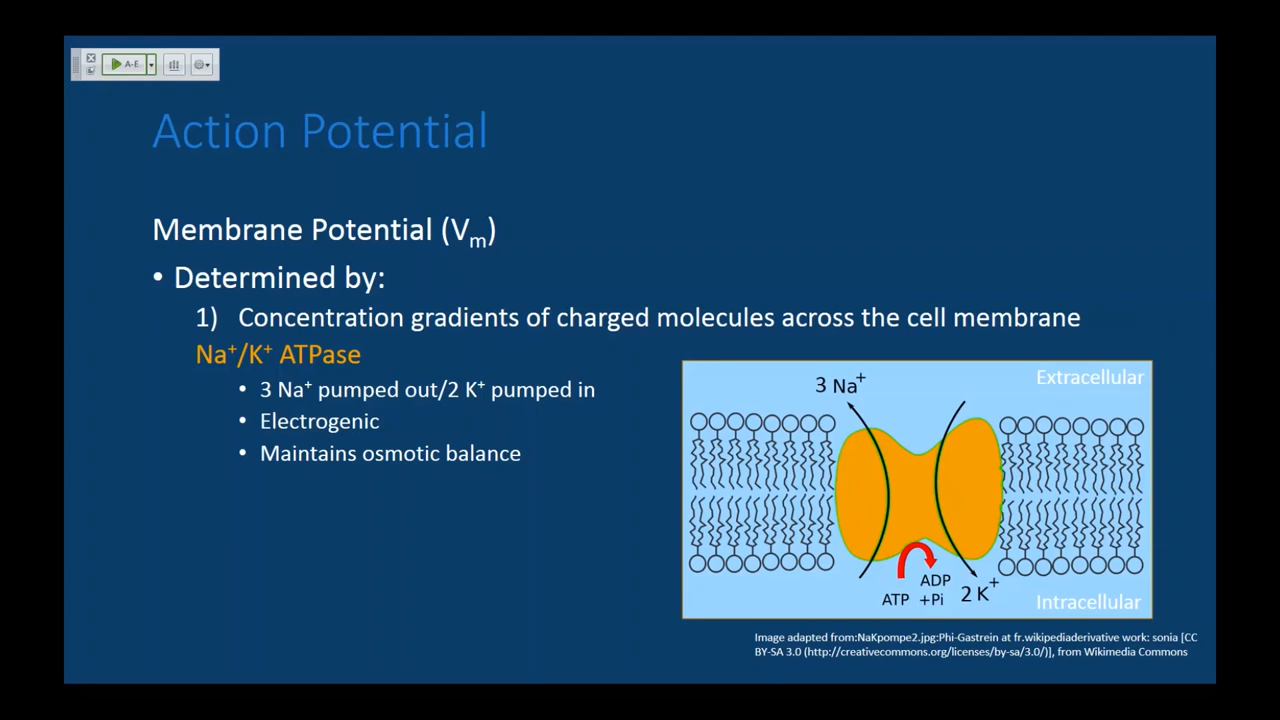 A-E
Action Potential
Membrane Potential (Vm)
• Determined by:
1) Concentration gradients of charged molecules across the cell membrane
Na⁺/K⁺ ATPase
• 3 Na⁺ pumped out/2 K⁺ pumped in
• Electrogenic
• Maintains osmotic balance
3 Na⁺
Extracellular
ATP
ADP
+Pi
2 K⁺
Intracellular
Image adapted from:NaKpompe2.jpg:Phi-Gastrein at fr.wikipediaderivative work: sonia [CC
BY-SA 3.0 (http://creativecommons.org/licenses/by-sa/3.0/)], from Wikimedia Commons